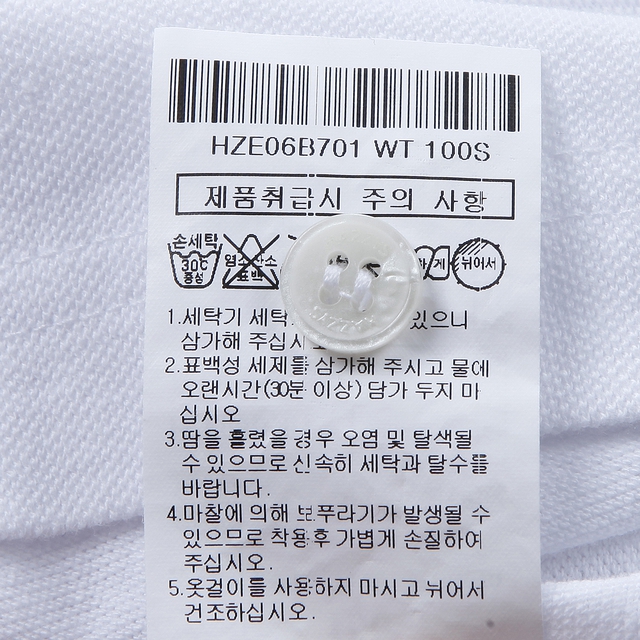 HZE06B701 WT 100S
제품취급시 주의 사항
손세탁
30℃
중성
염소산소
표백
뉘어서
1.세탁기 세탁 있으니
삼가해 주십시오
2.표백성 세제를 삼가해 주시고 물에
오랜시간(30분 이상) 담가 두지 마
십시오
3.땀을 흘렸을 경우 오염 및 탈색될
수 있으므로 신속히 세탁과 탈수를
바랍니다.
4.마찰에 의해 보푸라기가 발생될 수
있으므로 착용후 가볍게 손질하여
주십시오.
5.옷걸이를 사용하지 마시고 뉘어서
건조하십시오.